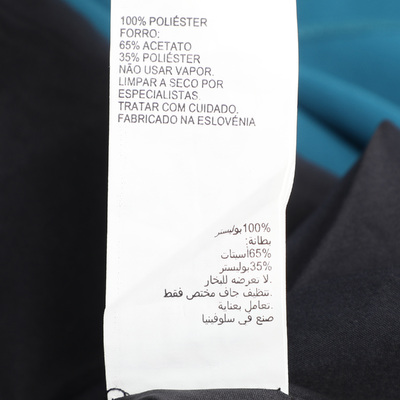 100% POLIÉSTER
FORRO:
65% ACETATO
35% POLIÉSTER
NÃO USAR VAPOR.
LIMPAR A SECO POR
ESPECIALISTAS.
TRATAR COM CUIDADO.
FABRICADO NA ESLOVÉNIA
100%بوليستر
بطانة:
65%أسيتات
35%بوليستر
لا تعرضه للبخار.
تنظيف جاف مختص فقط.
تعامل بعناية.
صنع في سلوفينيا